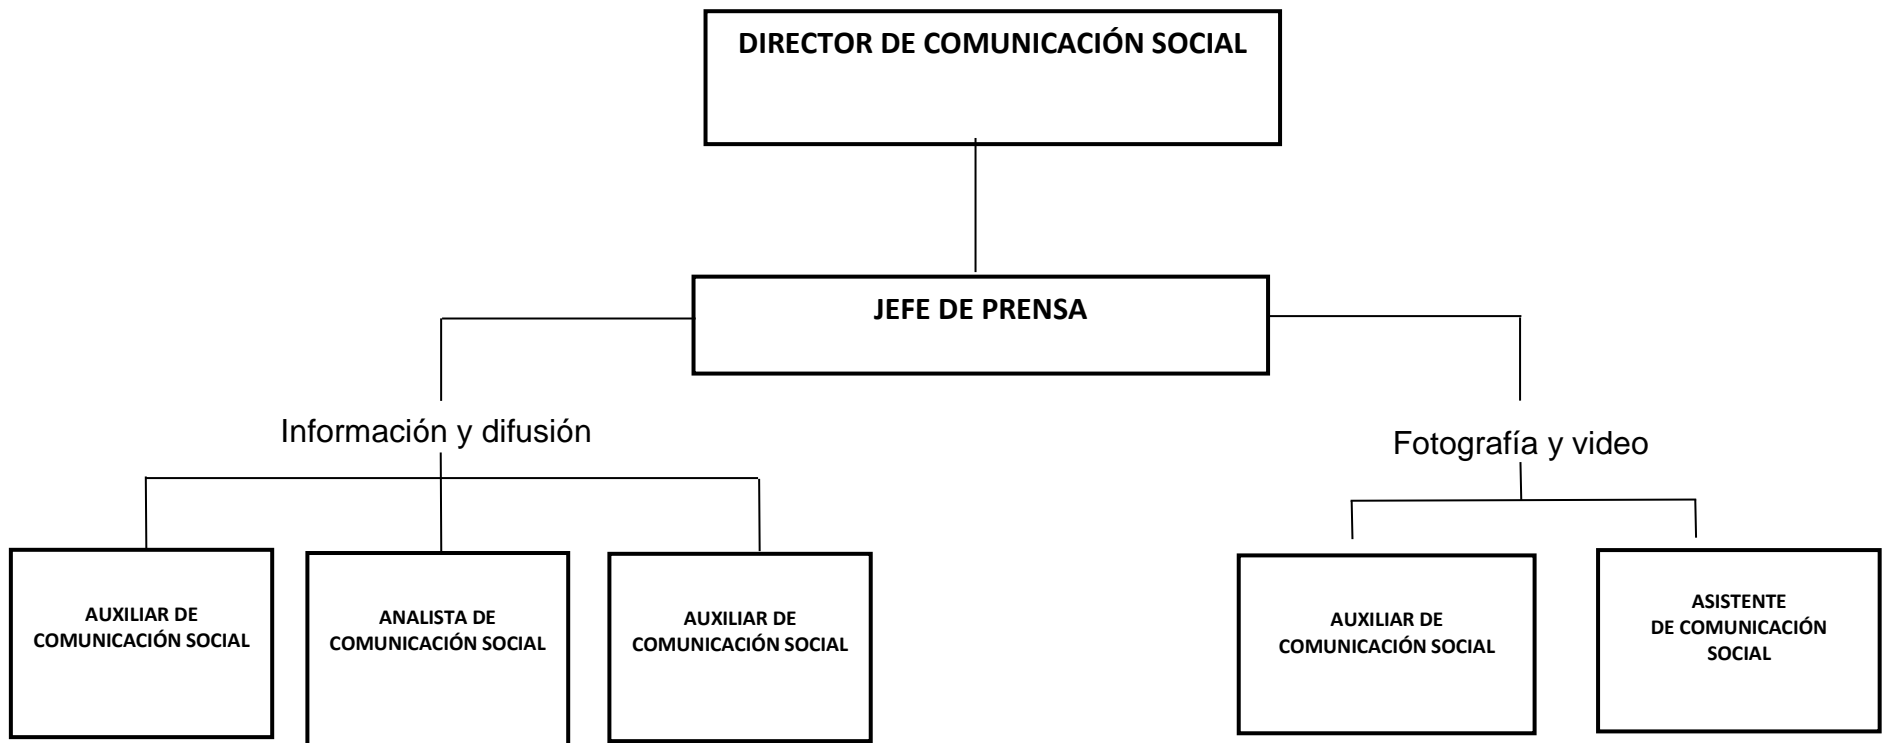 DIRECTOR DE COMUNICACIÓN SOCIAL
JEFE DE PRENSA
Información y difusión
Fotografía y video
AUXILIAR DE
COMUNICACIÓN SOCIAL
ANALISTA DE
COMUNICACIÓN SOCIAL
AUXILIAR DE
COMUNICACIÓN SOCIAL
AUXILIAR DE
COMUNICACIÓN SOCIAL
ASISTENTE
DE COMUNICACIÓN
SOCIAL